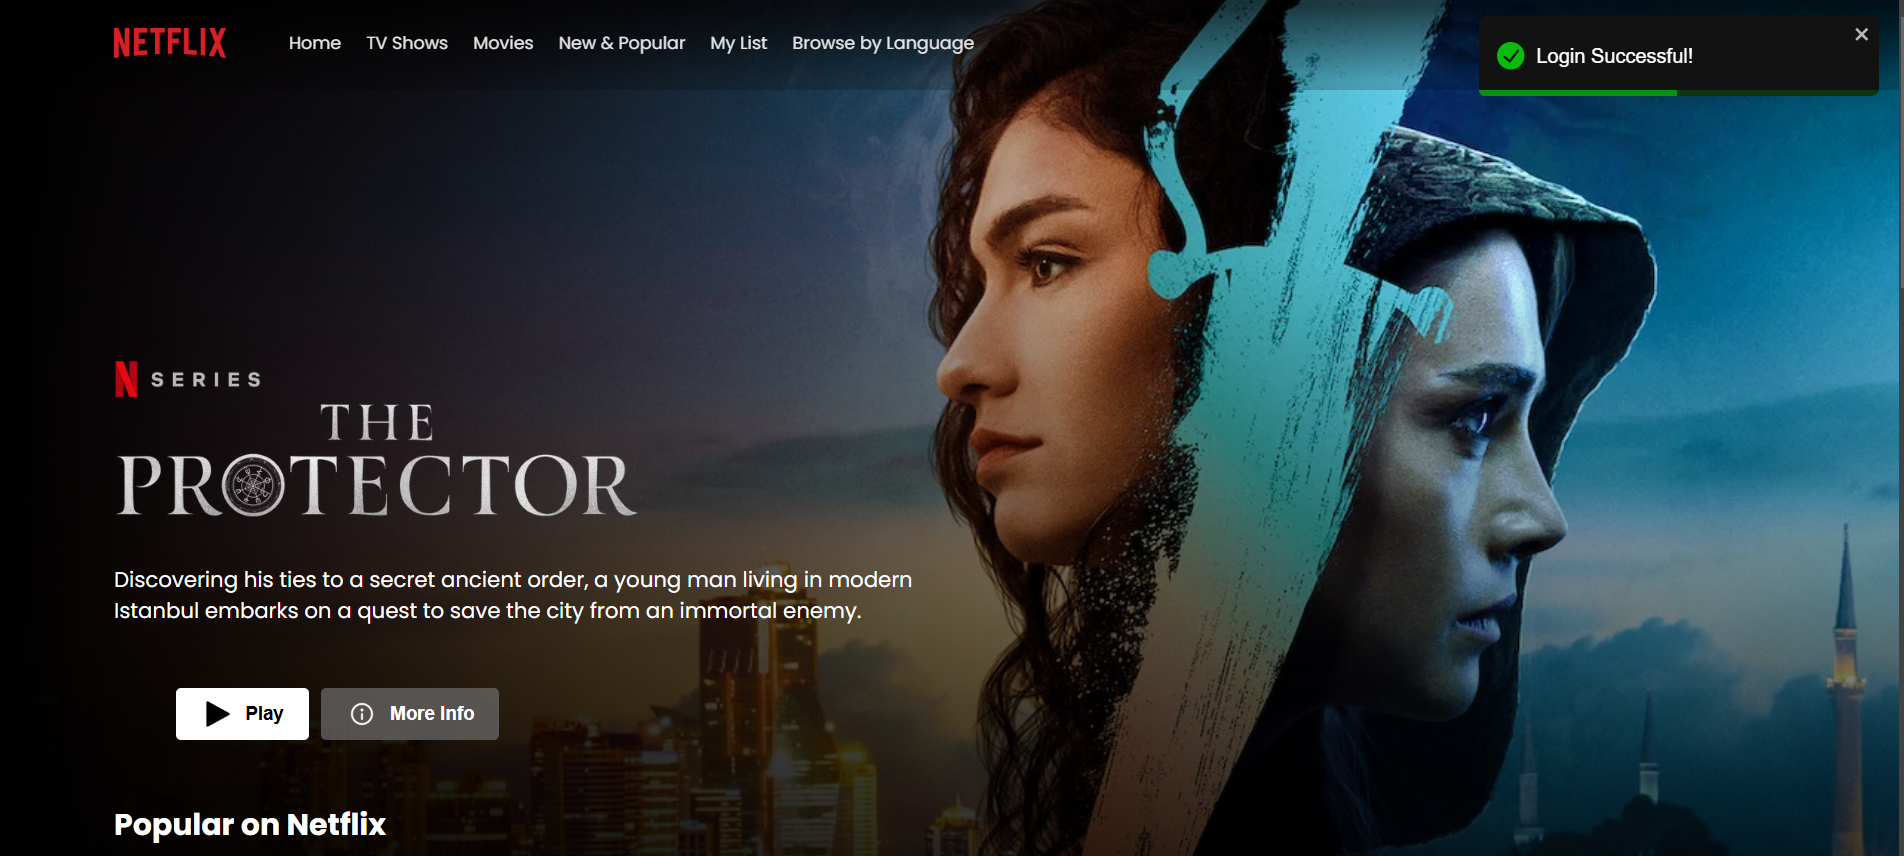 NETFLIX
Home TV Shows Movies New & Popular My List Browse by Language
Login Successful!
N SERIES
THE
PROTECTOR
Discovering his ties to a secret ancient order, a young man living in modern
Istanbul embarks on a quest to save the city from an immortal enemy.
Play More Info
Popular on Netflix